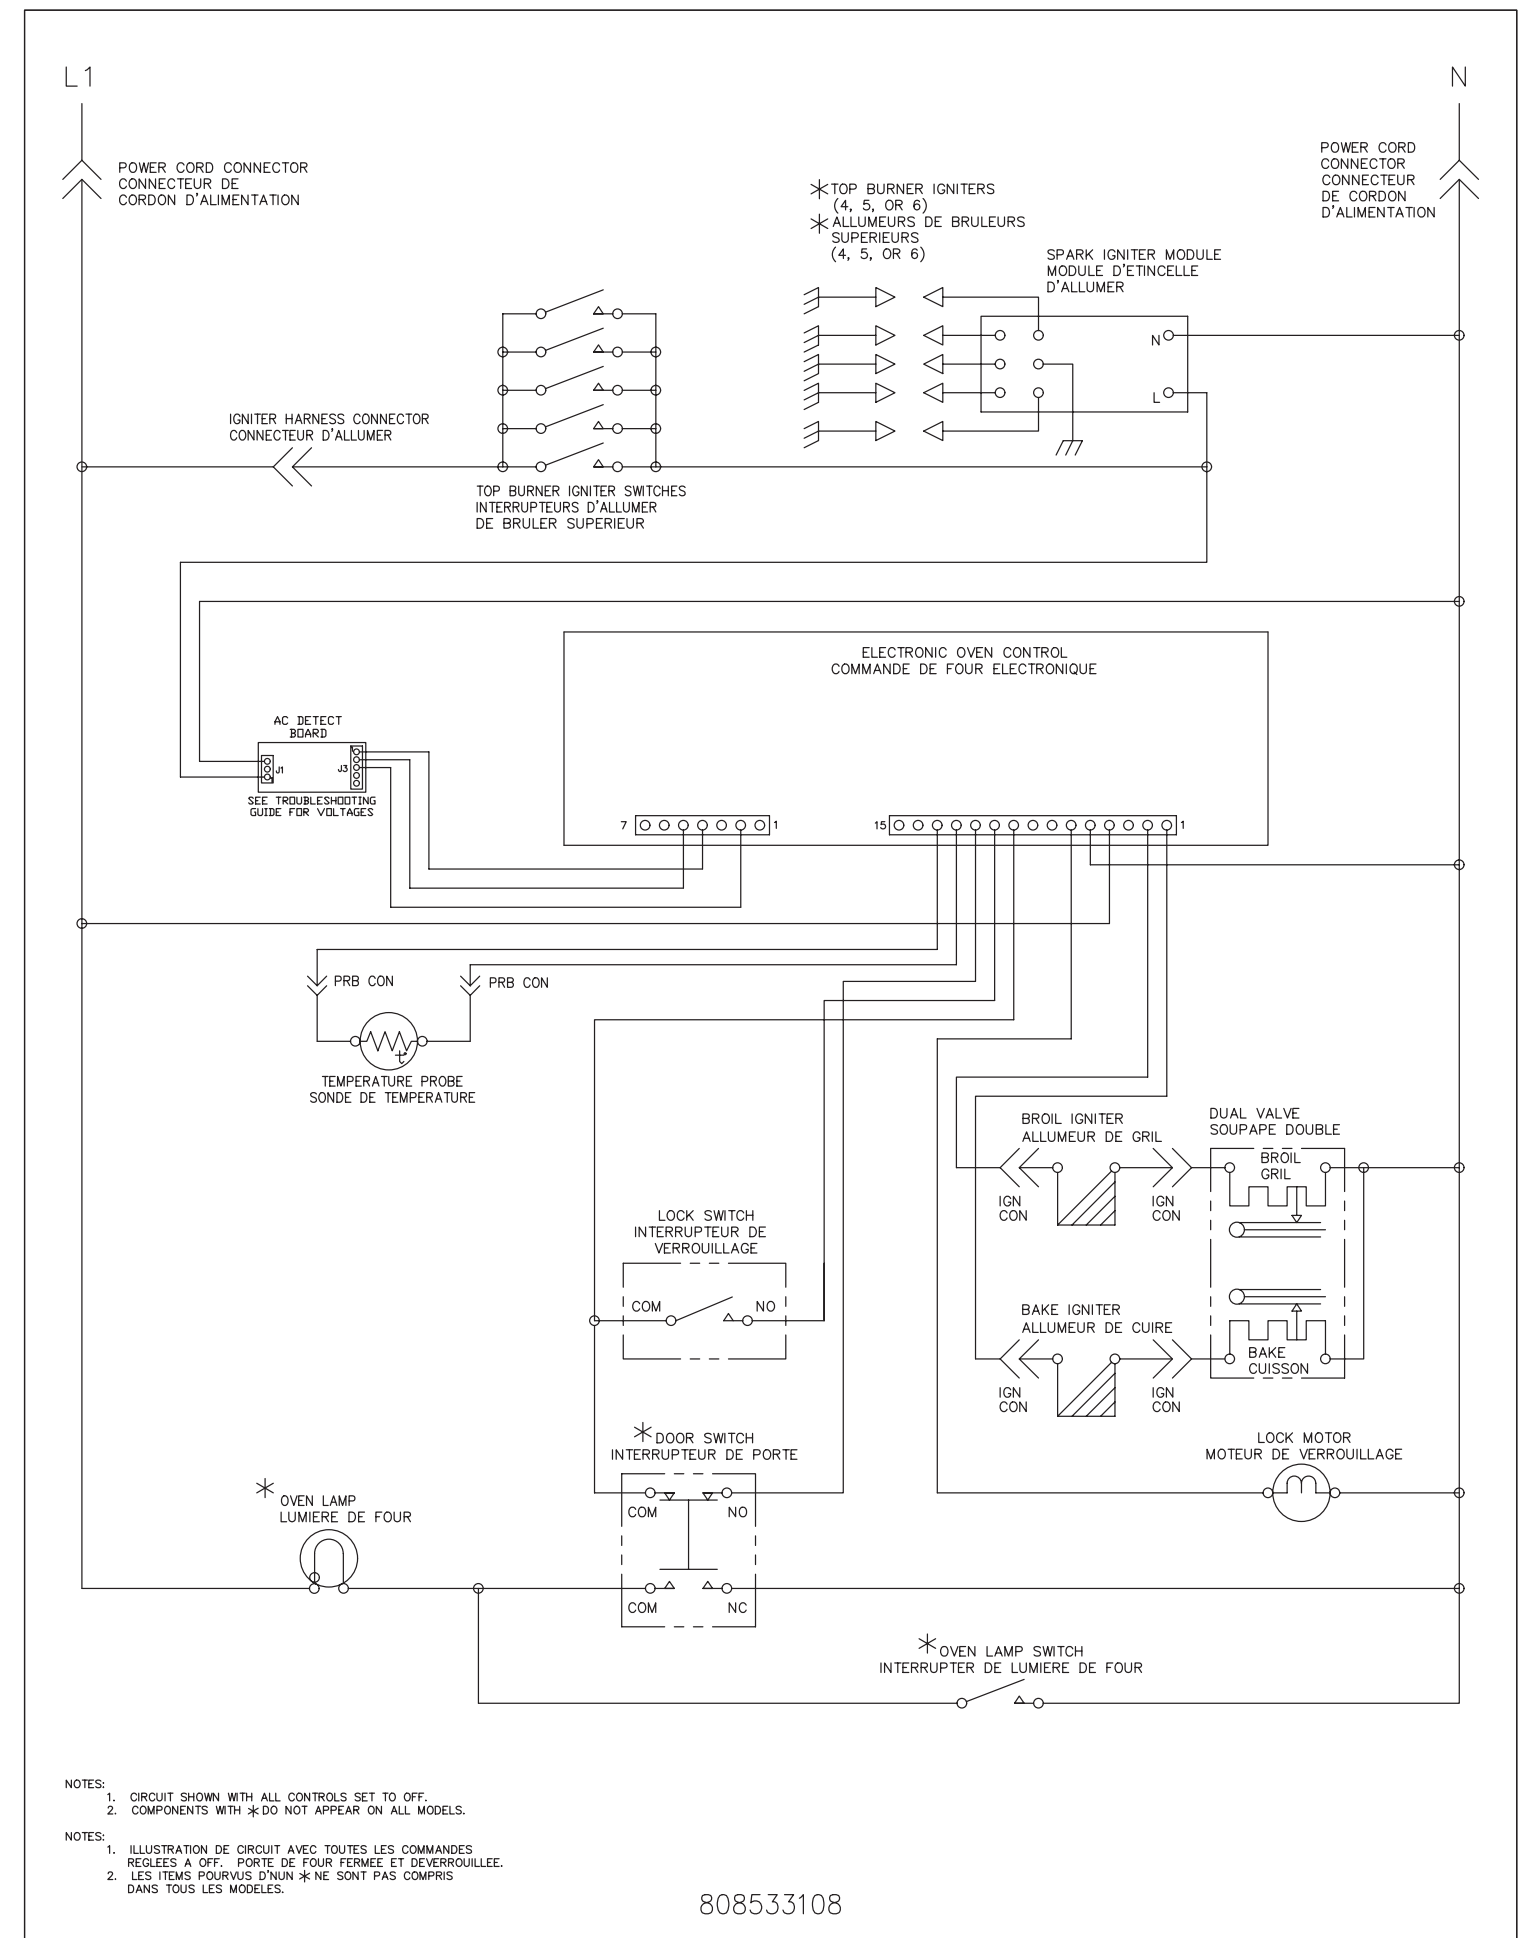 L1
N
POWER CORD CONNECTOR
CONNECTEUR DE
CORDON D'ALIMENTATION
POWER CORD
CONNECTOR
CONNECTEUR
DE CORDON
D'ALIMENTATION
* TOP BURNER IGNITERS
(4, 5, OR 6)
* ALLUMEURS DE BRULEURS
SUPERIEURS
(4, 5, OR 6)
SPARK IGNITER MODULE
MODULE D'ETINCELLE
D'ALLUMER
N
L
IGNITER HARNESS CONNECTOR
CONNECTEUR D'ALLUMER
TOP BURNER IGNITER SWITCHES
INTERRUPTEURS D'ALLUMER
DE BRULER SUPERIEUR
ELECTRONIC OVEN CONTROL
COMMANDE DE FOUR ELECTRONIQUE
AC DETECT
BOARD
J1
J3
SEE TROUBLESHOOTING
GUIDE FOR VOLTAGES
7
1
15
1
PRB CON
PRB CON
t°
TEMPERATURE PROBE
SONDE DE TEMPERATURE
BROIL IGNITER
ALLUMEUR DE GRIL
DUAL VALVE
SOUPAPE DOUBLE
BROIL
GRIL
IGN
CON
IGN
CON
LOCK SWITCH
INTERRUPTEUR DE
VERROUILLAGE
COM
NO
BAKE IGNITER
ALLUMEUR DE CUIRE
BAKE
CUISSON
IGN
CON
IGN
CON
* DOOR SWITCH
INTERRUPTEUR DE PORTE
LOCK MOTOR
MOTEUR DE VERROUILLAGE
COM
NO
* OVEN LAMP
LUMIERE DE FOUR
COM
NC
* OVEN LAMP SWITCH
INTERRUPTER DE LUMIERE DE FOUR
NOTES:
1. CIRCUIT SHOWN WITH ALL CONTROLS SET TO OFF.
2. COMPONENTS WITH * DO NOT APPEAR ON ALL MODELS.
NOTES:
1. ILLUSTRATION DE CIRCUIT AVEC TOUTES LES COMMANDES
REGLEES A OFF. PORTE DE FOUR FERMEE ET DEVERROUILLEE.
2. LES ITEMS POURVUS D'NUN * NE SONT PAS COMPRIS
DANS TOUS LES MODELES.
808533108